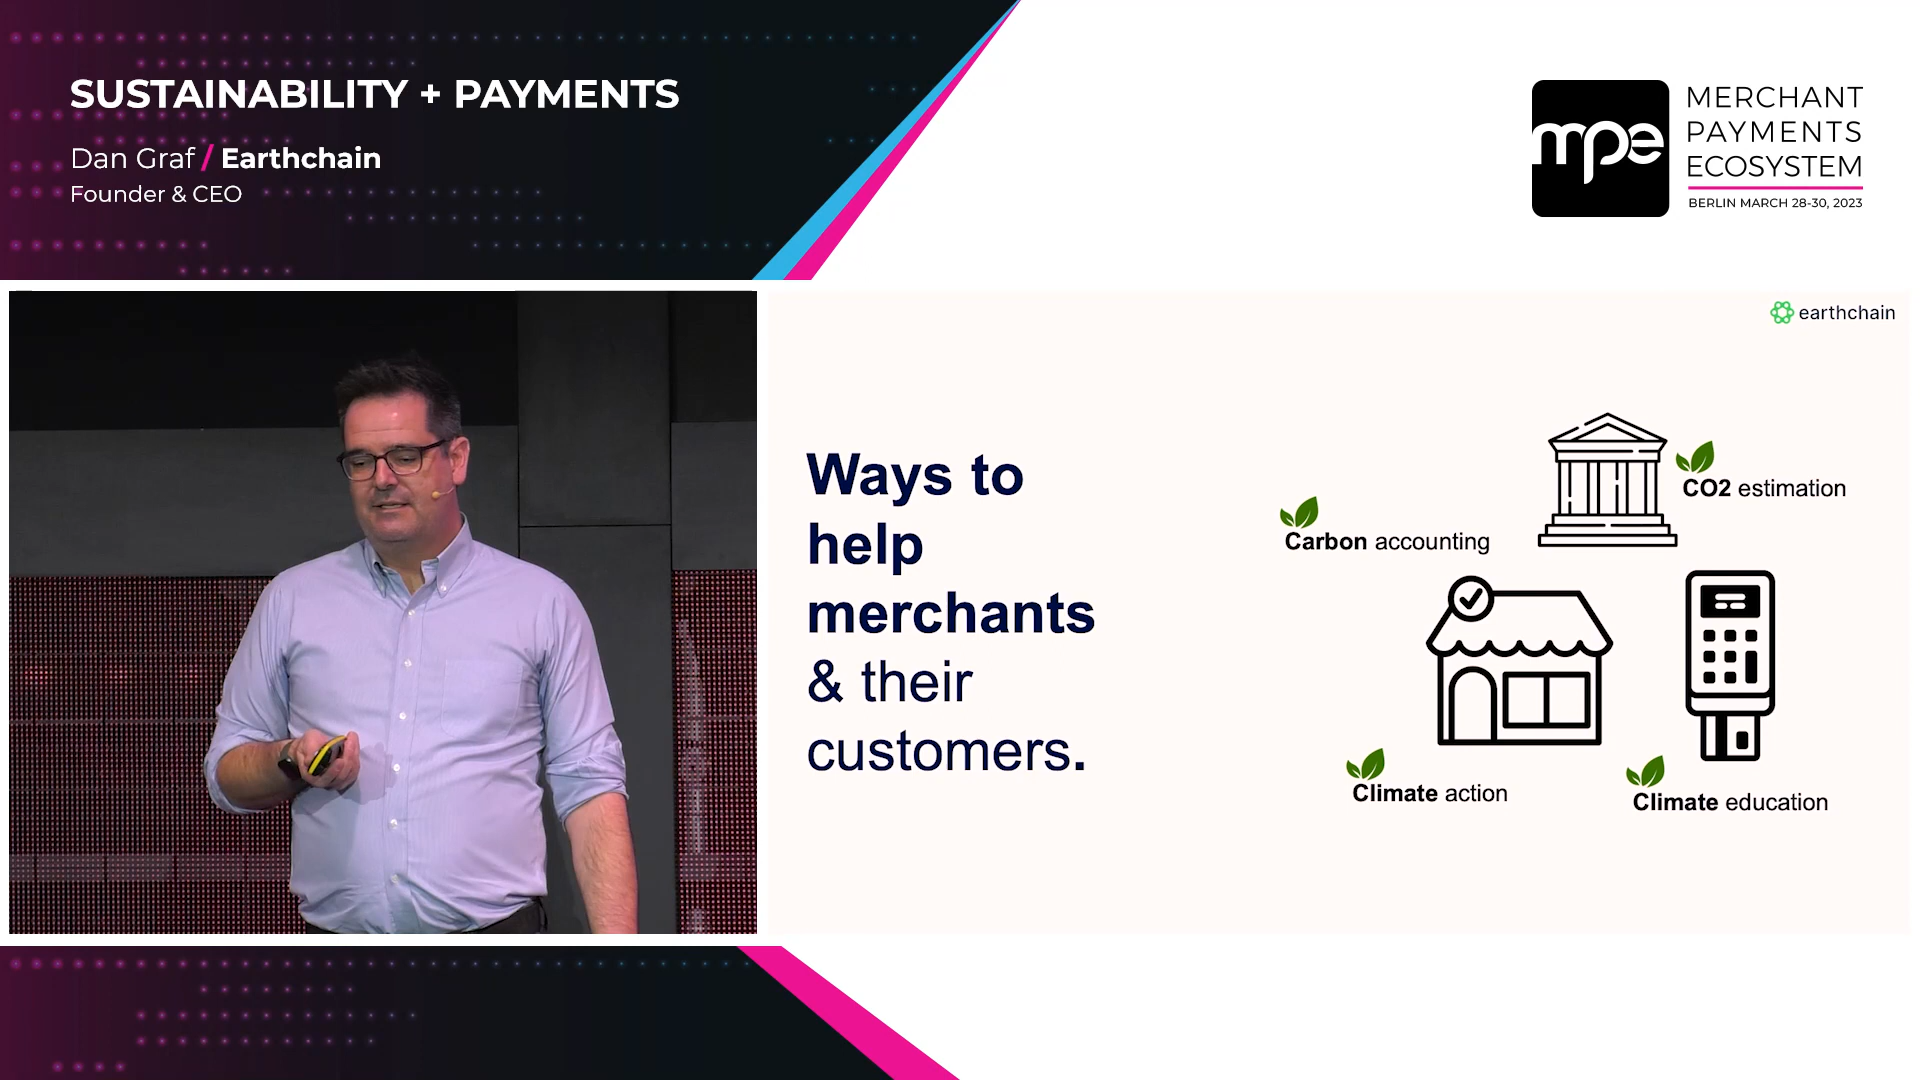 SUSTAINABILITY + PAYMENTS
Dan Graf / Earthchain
Founder & CEO
mpe
MERCHANT
PAYMENTS
ECOSYSTEM
BERLIN MARCH 28-30, 2023
earthchain
Ways to
help
merchants
& their
customers.
CO2 estimation
Carbon accounting
Climate action
Climate education